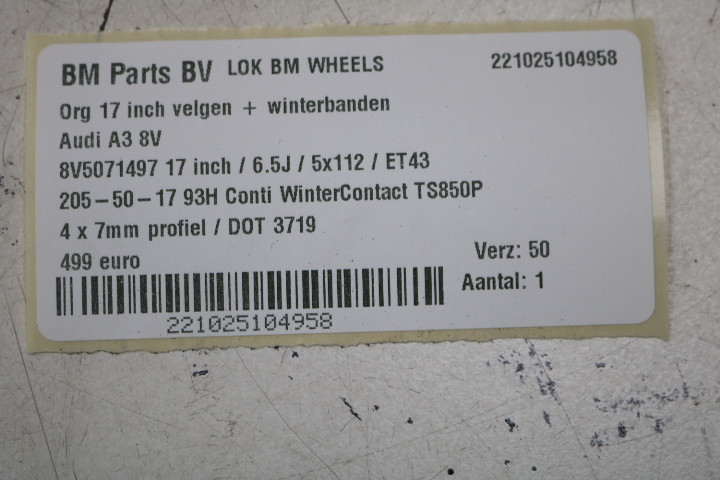 BM Parts BV LOK BM WHEELS 221025104958
Org 17 inch velgen + winterbanden
Audi A3 8V
8V5071497 17 inch / 6.5J / 5x112 / ET43
205-50-17 93H Conti WinterContact TS850P
4 x 7mm profiel / DOT 3719
499 euro
Verz: 50
Aantal: 1
221025104958